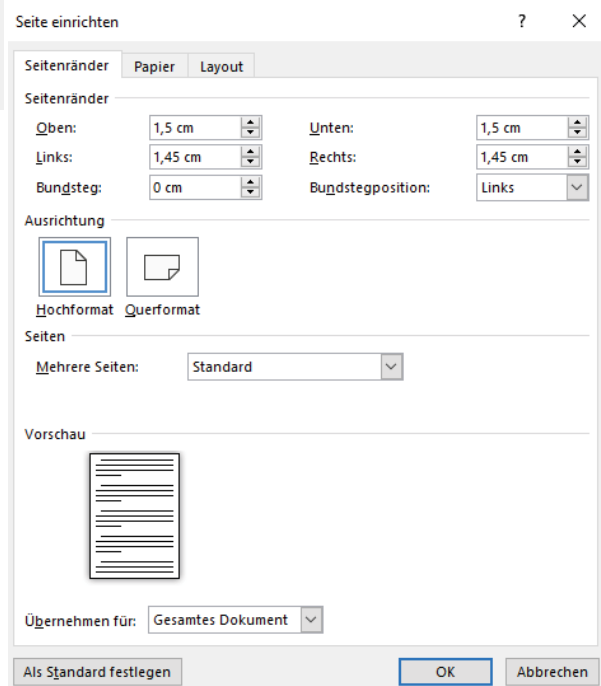 Seite einrichten ?
Seitenränder Papier Layout
Seitenränder
Oben: 1,5 cm Unten: 1,5 cm
Links: 1,45 cm Rechts: 1,45 cm
Bundsteg: 0 cm Bundstegposition: Links
Ausrichtung
Hochformat Querformat
Seiten
Mehrere Seiten: Standard
Vorschau
Übernehmen für: Gesamtes Dokument
Als Standard festlegen OK Abbrechen